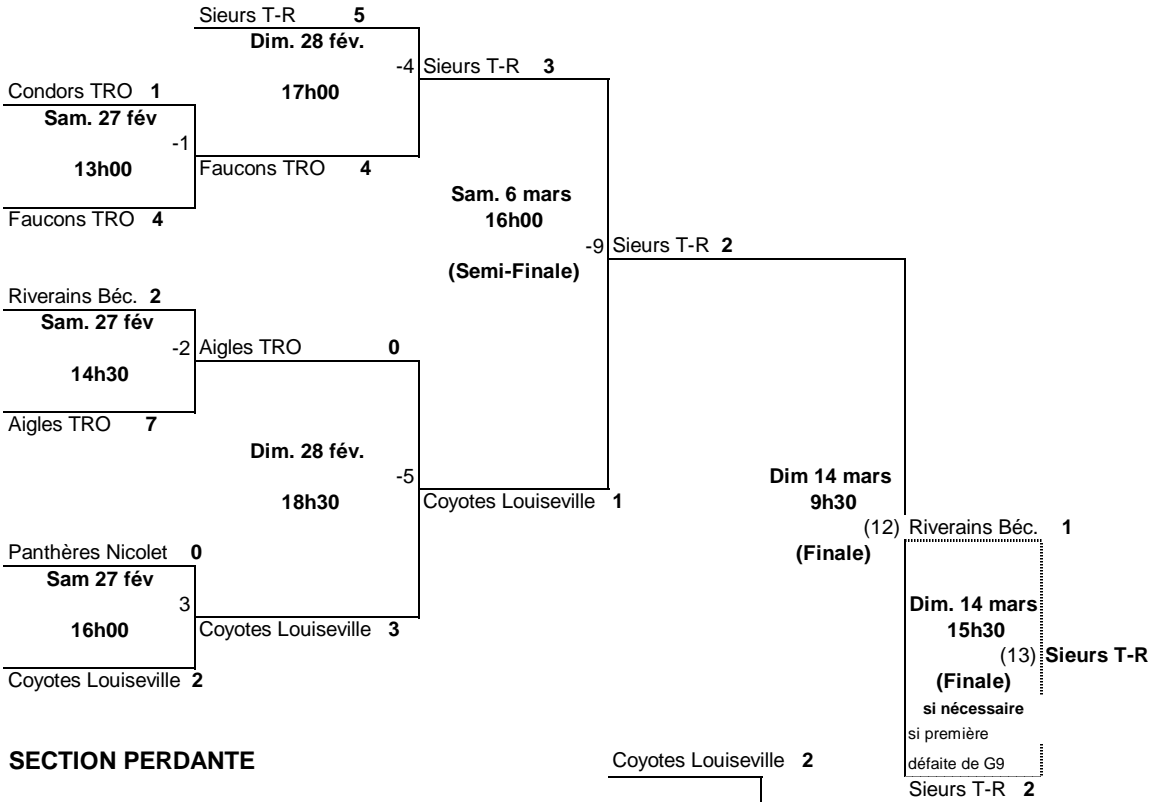 Sieurs T-R 5
Dim. 28 fév.
-4 Sieurs T-R 3
Condors TRO 1
17h00
Sam. 27 fév
-1
13h00
Faucons TRO 4
Sam. 6 mars
Faucons TRO 4
16h00
-9 Sieurs T-R 2
(Semi-Finale)
Riverains Béc. 2
Sam. 27 fév
-2 Aigles TRO 0
14h30
Aigles TRO 7
Dim. 28 fév.
-5
Dim 14 mars
18h30
Coyotes Louiseville 1
9h30
(12) Riverains Béc. 1
Panthères Nicolet 0
(Finale)
Sam 27 fév
3
Dim. 14 mars
16h00
Coyotes Louiseville 3
15h30
(13) Sieurs T-R
Coyotes Louiseville 2
(Finale)
si nécessaire
si première
SECTION PERDANTE
Coyotes Louiseville 2
défaite de G9
Sieurs T-R 2